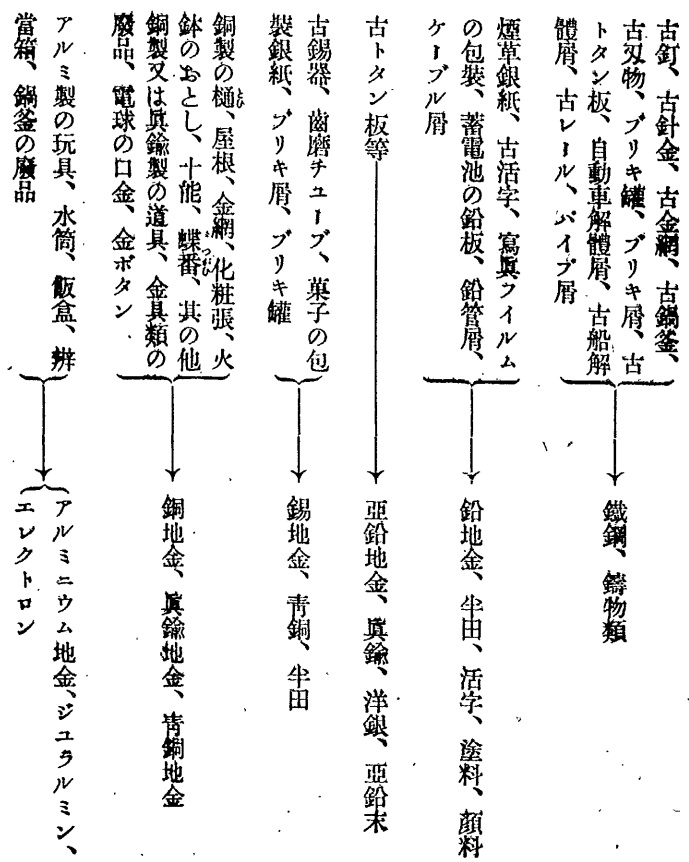 古釘、古針金、古金網、古鍋釜、
古刃物、ブリキ罐、ブリキ屑、古
トタン板、自動車解體屑、古船解
體屑、古レール、パイプ屑
鐵鋼、鑄物類
煙草銀紙、古活字、寫眞フイルム
の包裝、蓄電池の鉛板、鉛管屑、
ケーブル屑
鉛地金、半田、活字、塗料、顏料
古トタン板等
亞鉛地金、眞鍮、洋銀、亞鉛末
古錫器、齒磨チユーブ、菓子の包
裝銀紙、ブリキ屑、ブリキ罐
錫地金、靑銅、半田
銅製の樋、屋根、金網、化粧張、火
鉢のおとし、十能、蝶番、其の他
銅製又は眞鍮製の道具、金具類の
廢品、電球の口金、金ボタン
銅地金、眞鍮地金、靑銅地金
アルミ製の玩具、水筒、飯盒、辨
當箱、鍋釜の廢品
アルミニウム地金、ジユラルミン、
エレクトロン